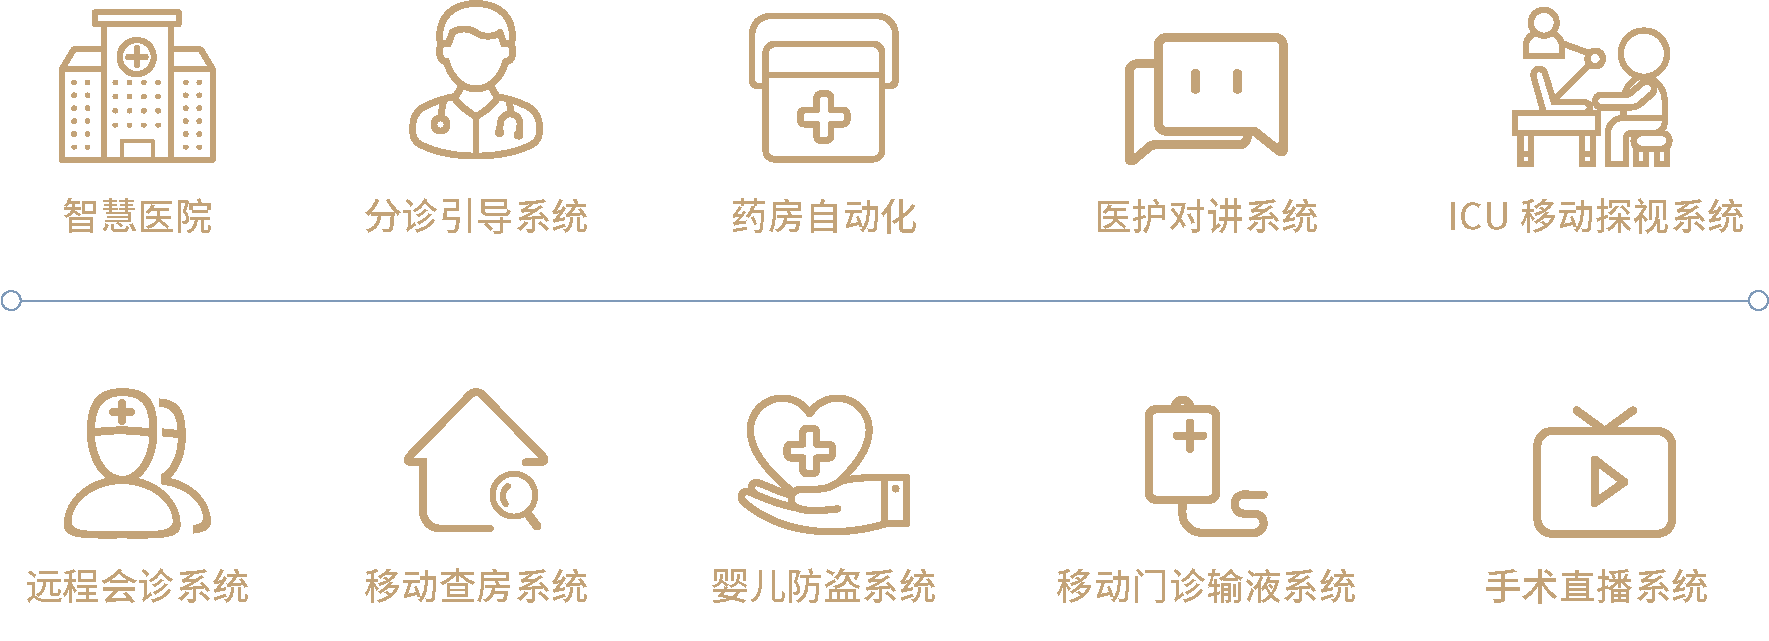 智慧医院
分诊引导系统
药房自动化
医护对讲系统
ICU 移动探视系统
远程会诊系统
移动查房系统
婴儿防盗系统
移动门诊输液系统
手术直播系统